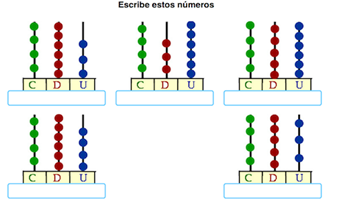 Escribe estos números
C D U C D U C D U
C D U C D U